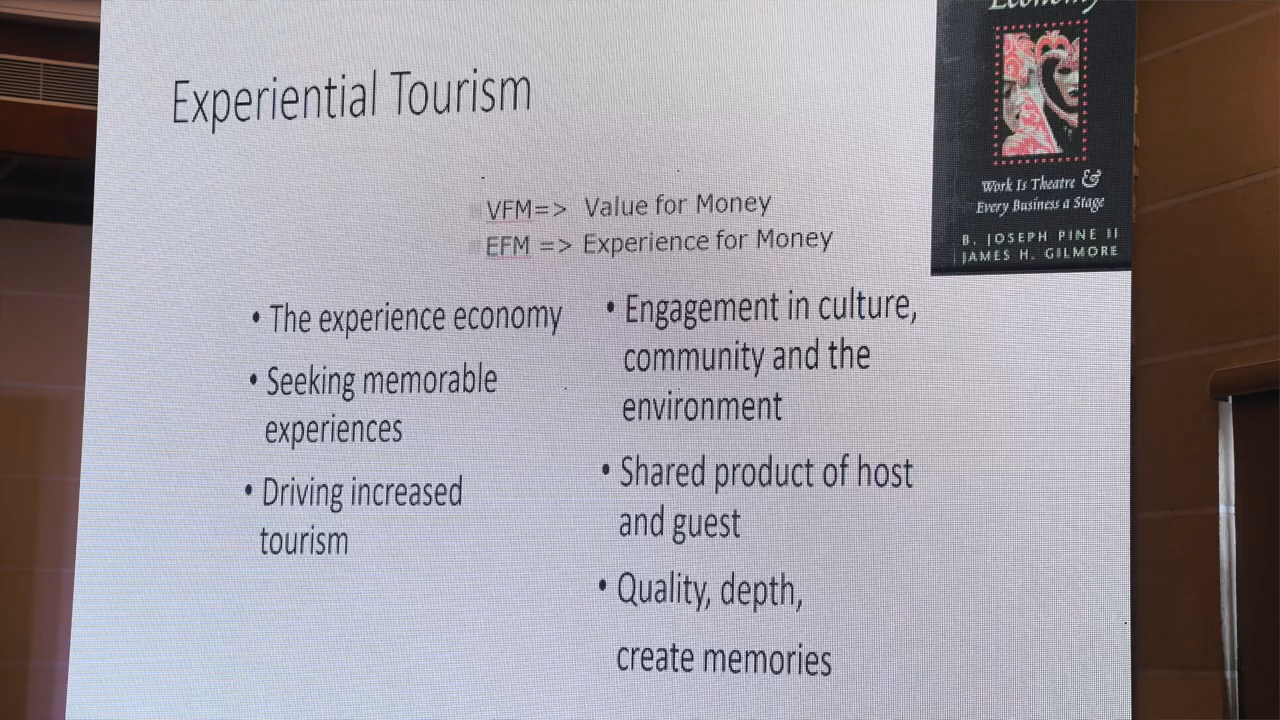 Economy
Work Is Theatre &
Every Business a Stage
B. JOSEPH PINE II
JAMES H. GILMORE
Experiential Tourism
VFM=> Value for Money
EFM => Experience for Money
• The experience economy
• Seeking memorable
experiences
• Driving increased
tourism
• Engagement in culture,
community and the
environment
• Shared product of host
and guest
• Quality, depth,
create memories